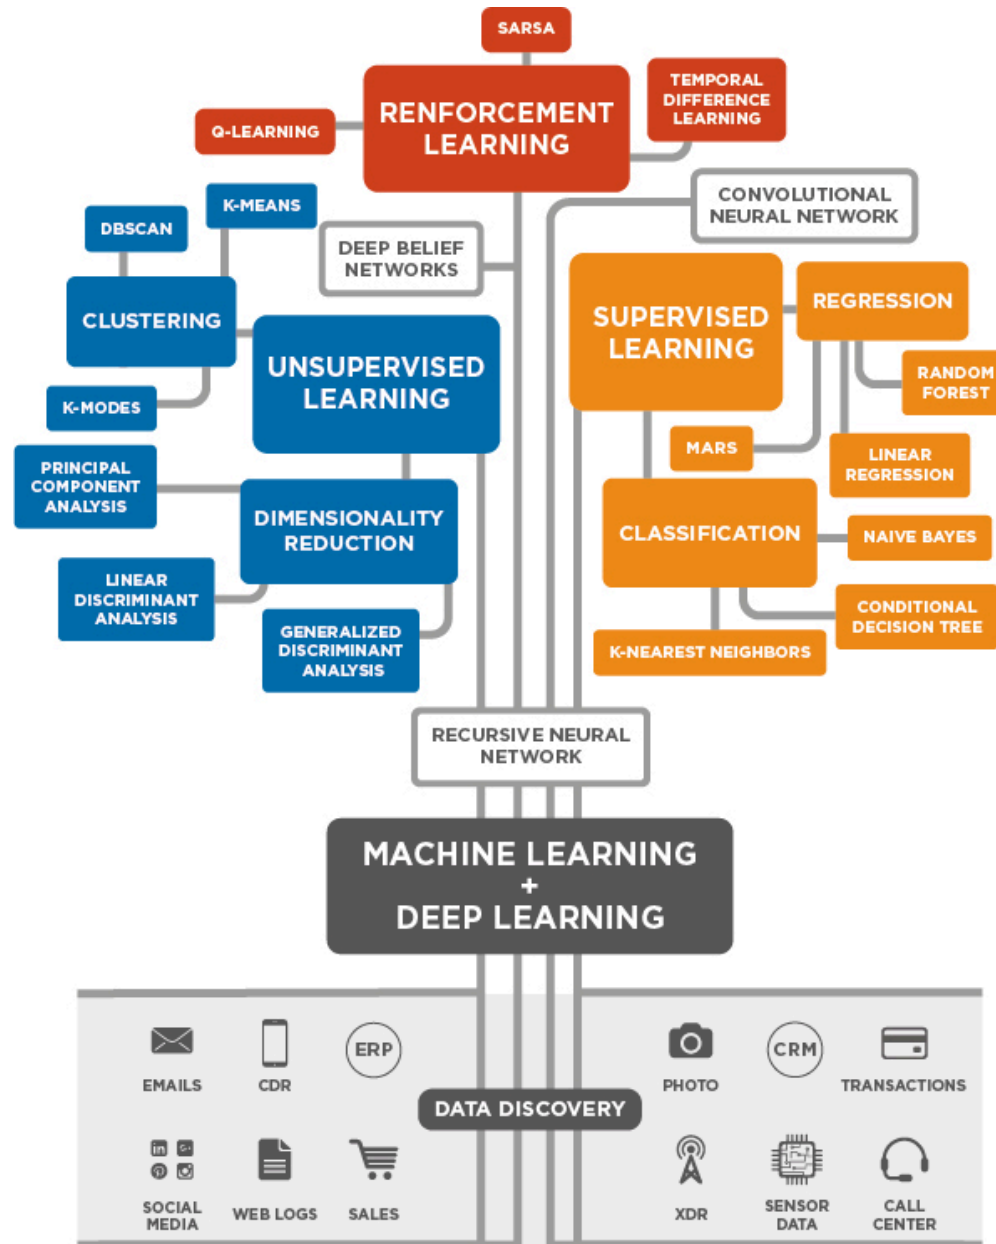 SARSA
RENFORCEMENT
LEARNING
TEMPORAL
DIFFERENCE
LEARNING
Q-LEARNING
CONVOLUTIONAL
NEURAL NETWORK
K-MEANS
DBSCAN
DEEP BELIEF
NETWORKS
CLUSTERING
SUPERVISED
LEARNING
REGRESSION
UNSUPERVISED
LEARNING
RANDOM
FOREST
K-MODES
MARS
LINEAR
REGRESSION
PRINCIPAL
COMPONENT
ANALYSIS
DIMENSIONALITY
REDUCTION
CLASSIFICATION
NAIVE BAYES
LINEAR
DISCRIMINANT
ANALYSIS
GENERALIZED
DISCRIMINANT
ANALYSIS
CONDITIONAL
DECISION TREE
K-NEAREST NEIGHBORS
RECURSIVE NEURAL
NETWORK
MACHINE LEARNING
+
DEEP LEARNING
ERP
CRM
EMAILS
CDR
PHOTO
TRANSACTIONS
DATA DISCOVERY
in
G+
SOCIAL
MEDIA
WEB LOGS
SALES
XDR
SENSOR
DATA
CALL
CENTER